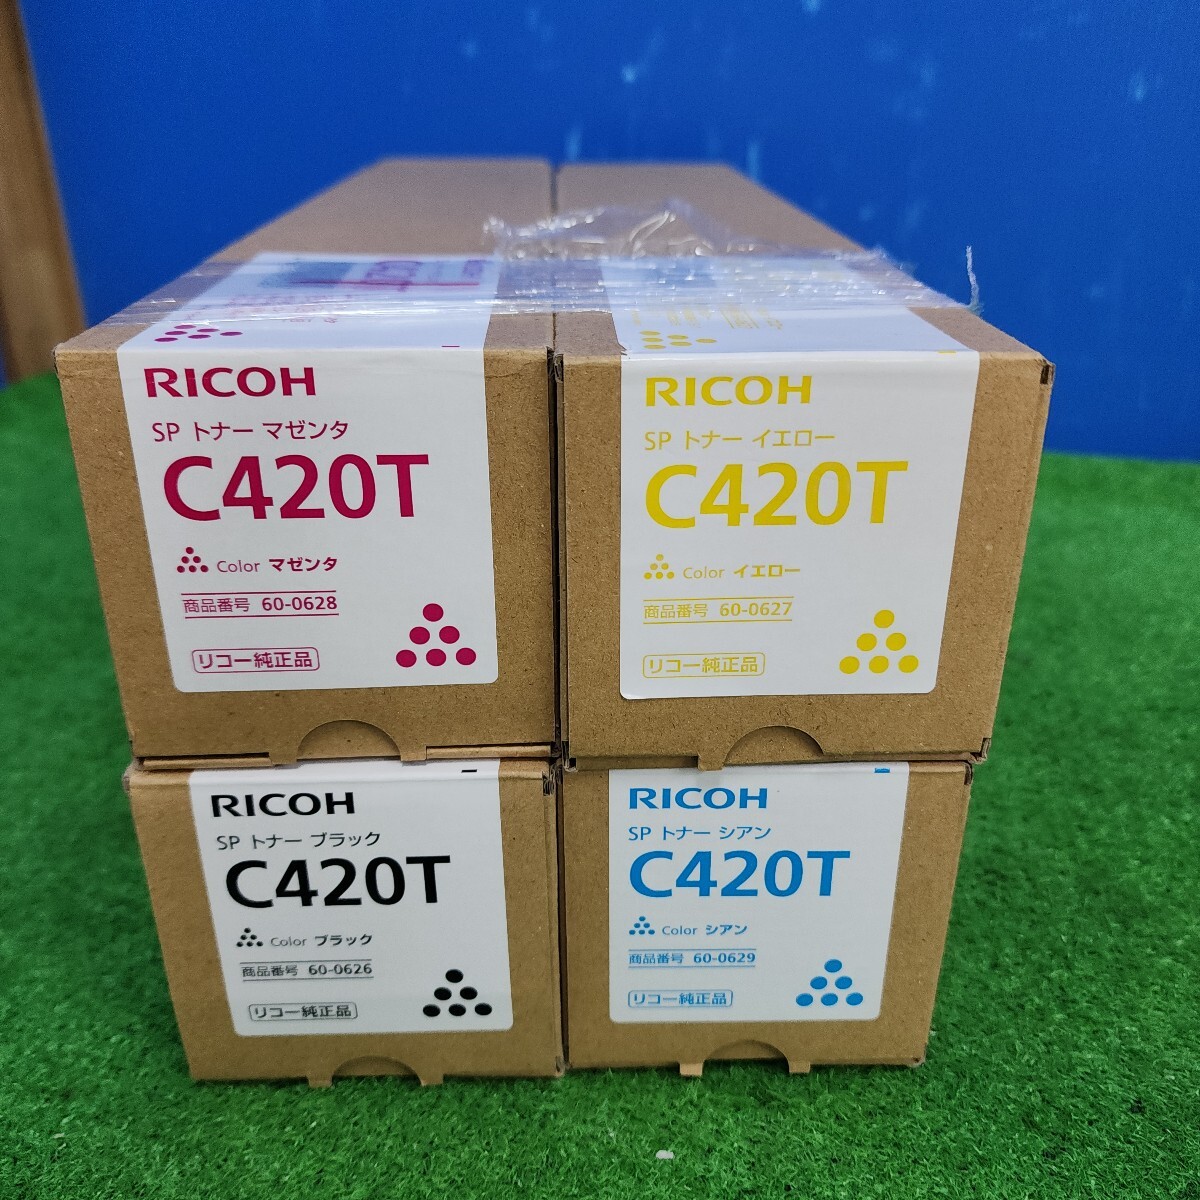 RICOH
SP トナー マゼンタ
C420T
Color マゼンタ
商品番号 60-0628
リコー純正品
RICOH
SP トナー イエロー
C420T
Color イエロー
商品番号 60-0627
リコー純正品
RICOH
SP トナー ブラック
C420T
Color ブラック
商品番号 60-0626
リコー純正品
RICOH
SP トナー シアン
C420T
Color シアン
商品番号 60-0629
リコー純正品